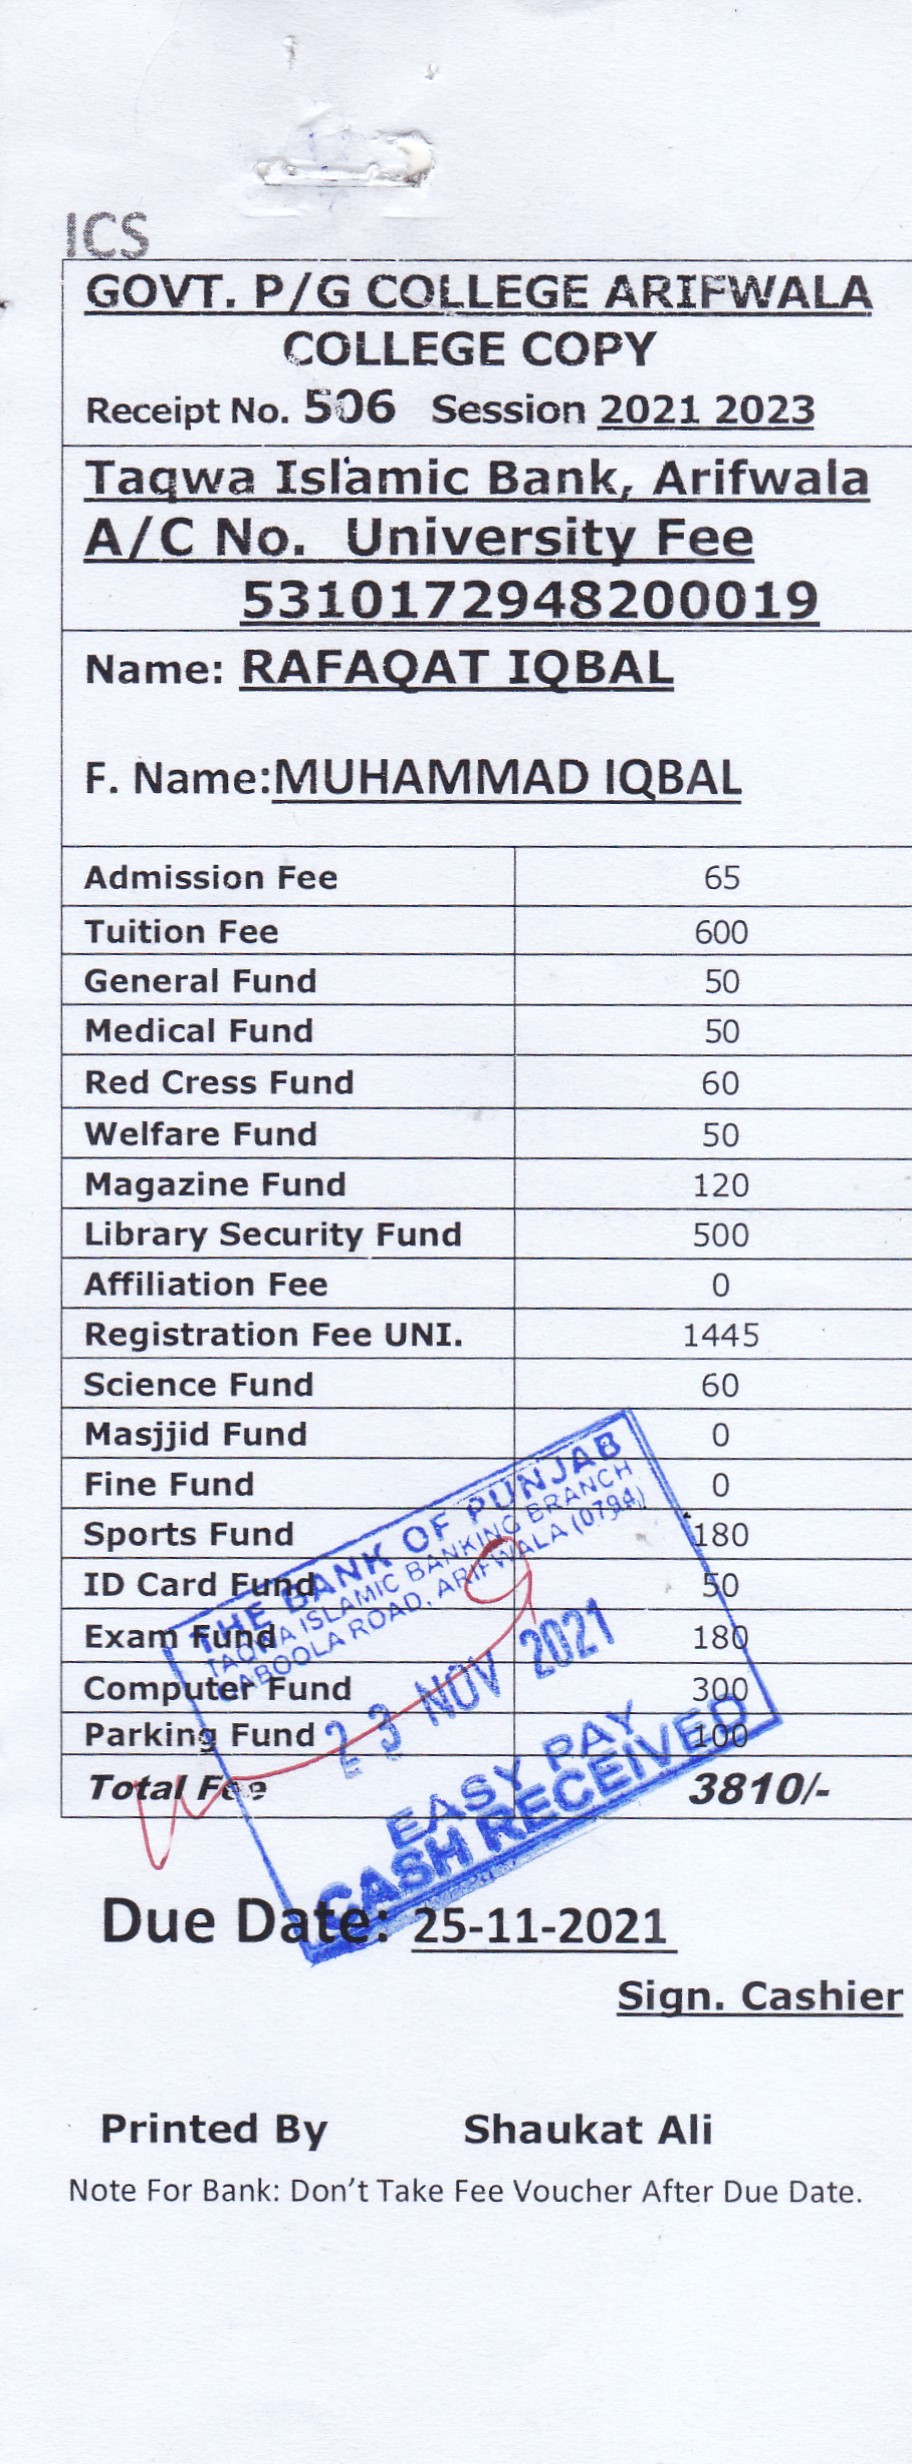 ICS
GOVT. P/G COLLEGE ARIFWALA
COLLEGE COPY
Receipt No. 506 Session 2021 2023
Taqwa Islamic Bank, Arifwala
A/C No. University Fee
5310172948200019
Name: RAFAQAT IQBAL
F. Name:MUHAMMAD IQBAL
Admission Fee 65
Tuition Fee 600
General Fund 50
Medical Fund 50
Red Cress Fund 60
Welfare Fund 50
Magazine Fund 120
Library Security Fund 500
Affiliation Fee 0
Registration Fee UNI. 1445
Science Fund 60
Masjjid Fund 0
Fine Fund 0
Sports Fund 180
ID Card Fund 50
Exam Fund 180
Computer Fund 300
Parking Fund 100
Total Fee 3810/-
THE BANK OF PUNJAB
TAQWA ISLAMIC BANKING BRANCH
QABOOLA ROAD, ARIFWALA (0794)
23 NOV 2021
EASY PAY
CASH RECEIVED
Due Date: 25-11-2021
Sign. Cashier
Printed By Shaukat Ali
Note For Bank: Don't Take Fee Voucher After Due Date.